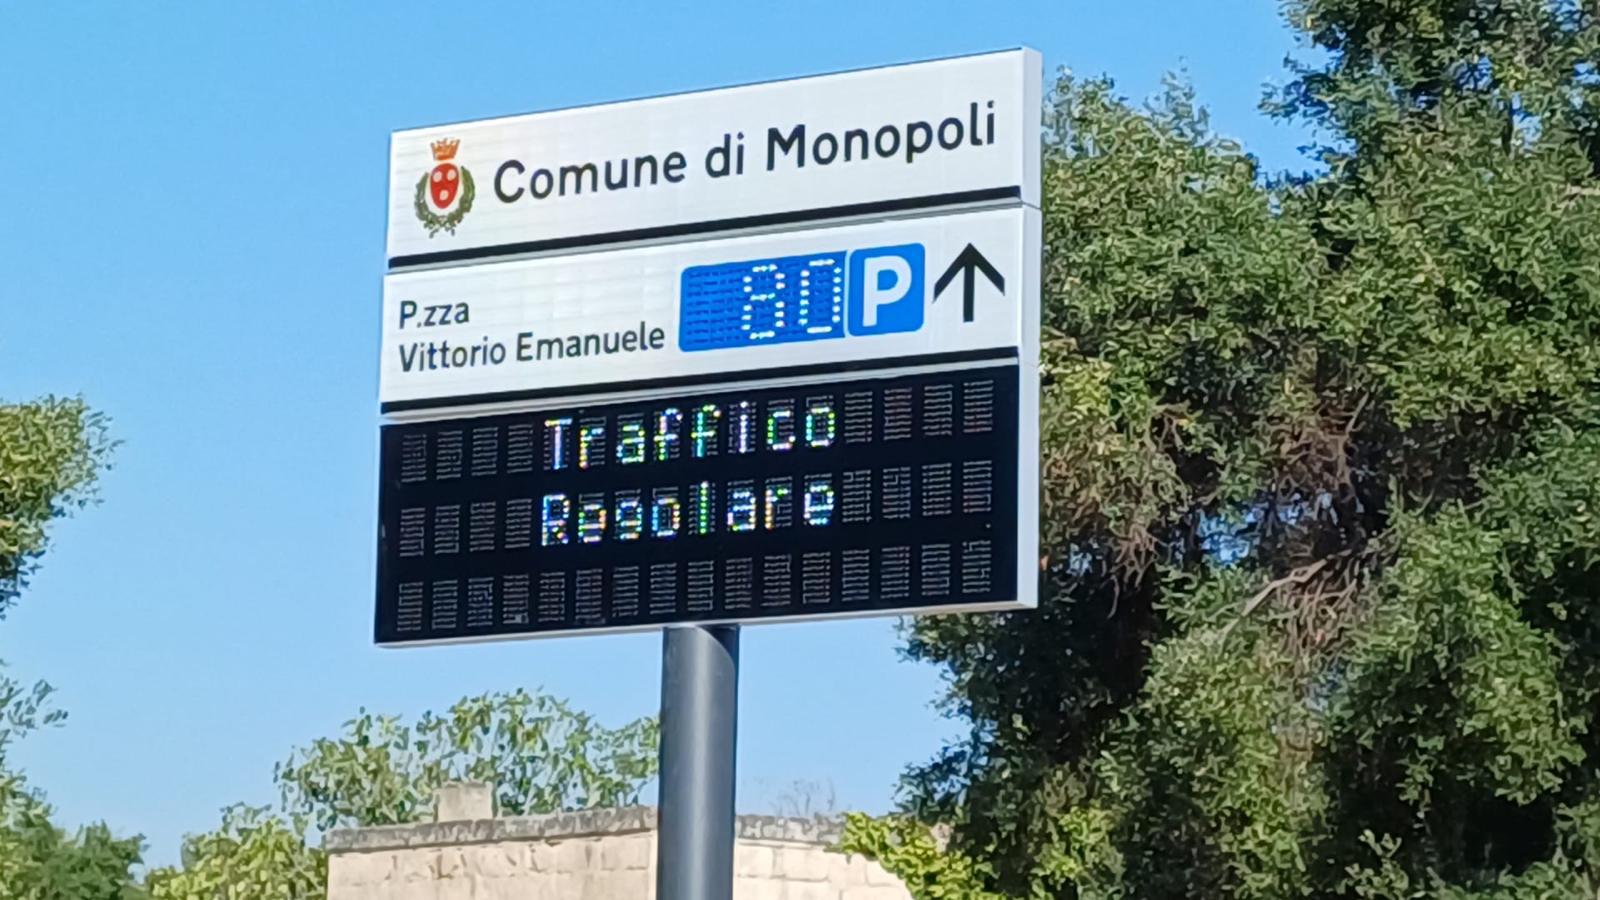 Comune di Monopoli
P.zza
Vittorio Emanuele
80 P
Traffico
Regolare